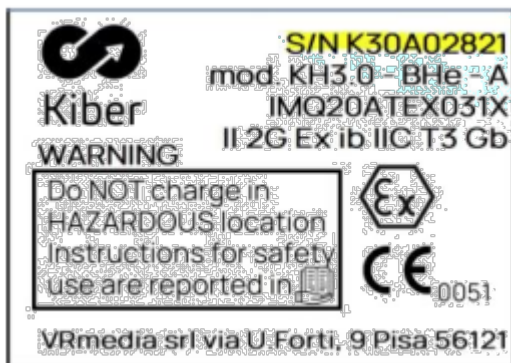 S/N K30A02821
mod. KH3.0 - BHe - A
Kiber
IMQ20ATEX031X
II 2G Ex ib IIC T3 Gb
WARNING
Do NOT charge in
HAZARDOUS location
Instructions for safety
use are reported in
Ex
CE 0051
VRmedia srl via U.Forti, 9 Pisa 56121